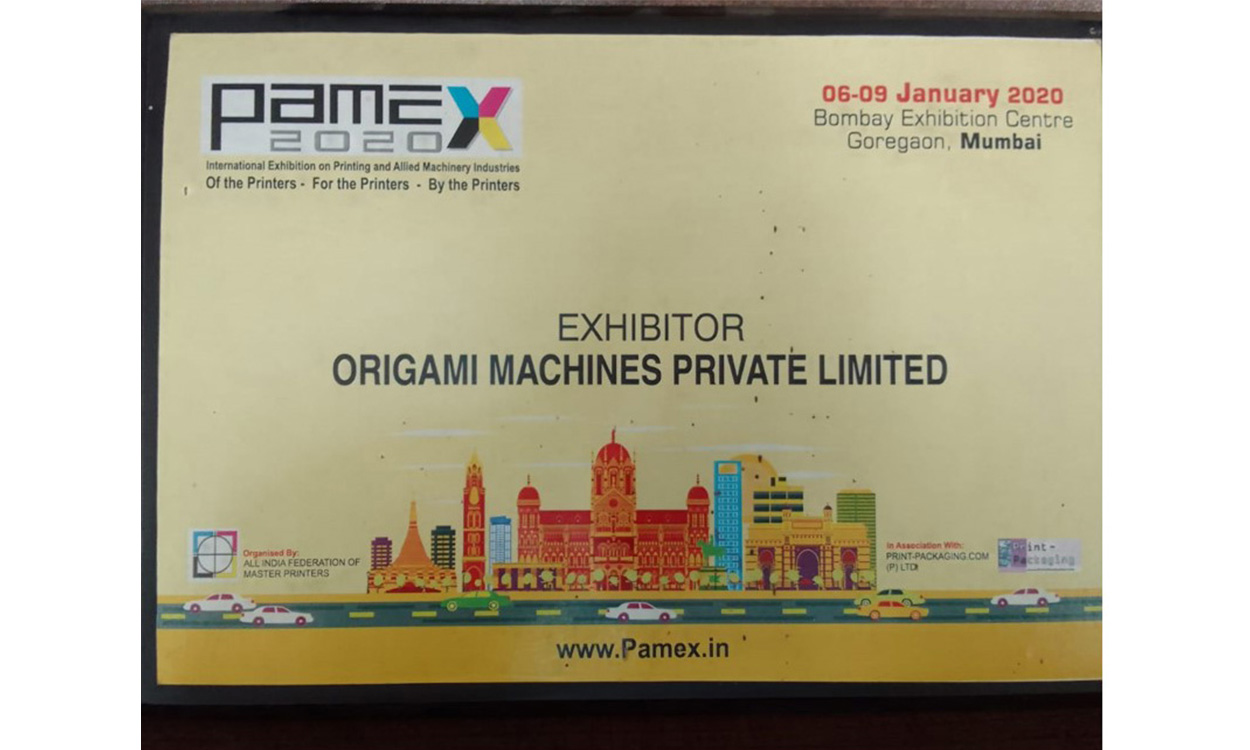 pamex
2020
International Exhibition on Printing and Allied Machinery Industries
Of the Printers - For the Printers - By the Printers
06-09 January 2020
Bombay Exhibition Centre
Goregaon, Mumbai
EXHIBITOR
ORIGAMI MACHINES PRIVATE LIMITED
Organised By:
ALL INDIA FEDERATION OF
MASTER PRINTERS
In Association With:
PRINT-PACKAGING.COM
(P) LTD
Print-
Packaging
www.Pamex.in